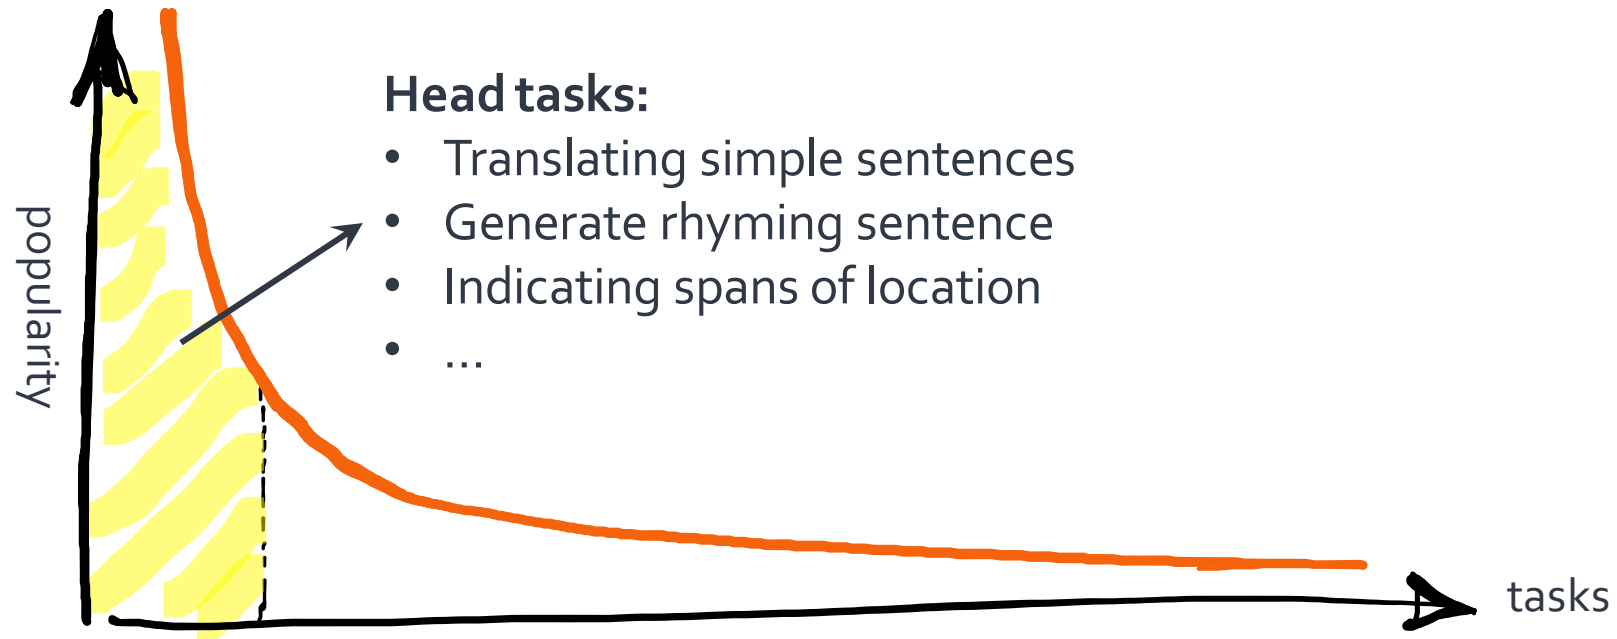 Head tasks:
• Translating simple sentences
• Generate rhyming sentence
• Indicating spans of location
• ...
popularity
tasks